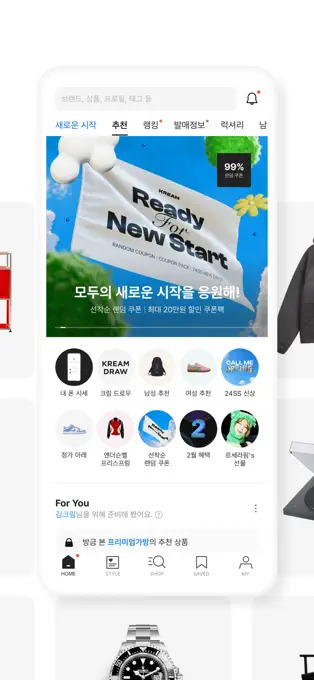 브랜드, 상품, 프로필, 태그 등
새로운 시작 추천 랭킹 발매정보 럭셔리 남
99%
랜덤 쿠폰
KREAM
Ready
For
New Start
RANDOM COUPON | COUPON PACK |
모두의 새로운 시작을 응원해!
선착순 랜덤 쿠폰 | 최대 20만원 할인 쿠폰팩
KREAM
DRAW
CALL ME
내 폰 시세 크림 드로우 남성 추천 여성 추천 24SS 신상
2
정가 아래 앤더슨벨 선착순 2월 혜택 르세라핌's
프리스프링 랜덤 쿠폰 선물
For You
김크림님을 위해 준비해 봤어요. ?
방금 본 프리미엄가방의 추천 상품
HOME STYLE SHOP SAVED MY